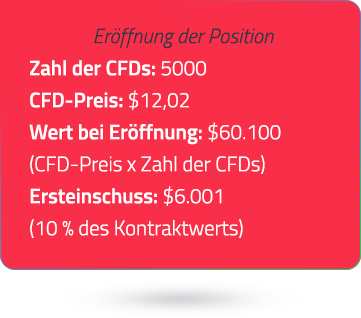 Eröffnung der Position
Zahl der CFDs: 5000
CFD-Preis: $12,02
Wert bei Eröffnung: $60.100
(CFD-Preis x Zahl der CFDs)
Ersteinschuss: $6.001
(10 % des Kontraktwerts)